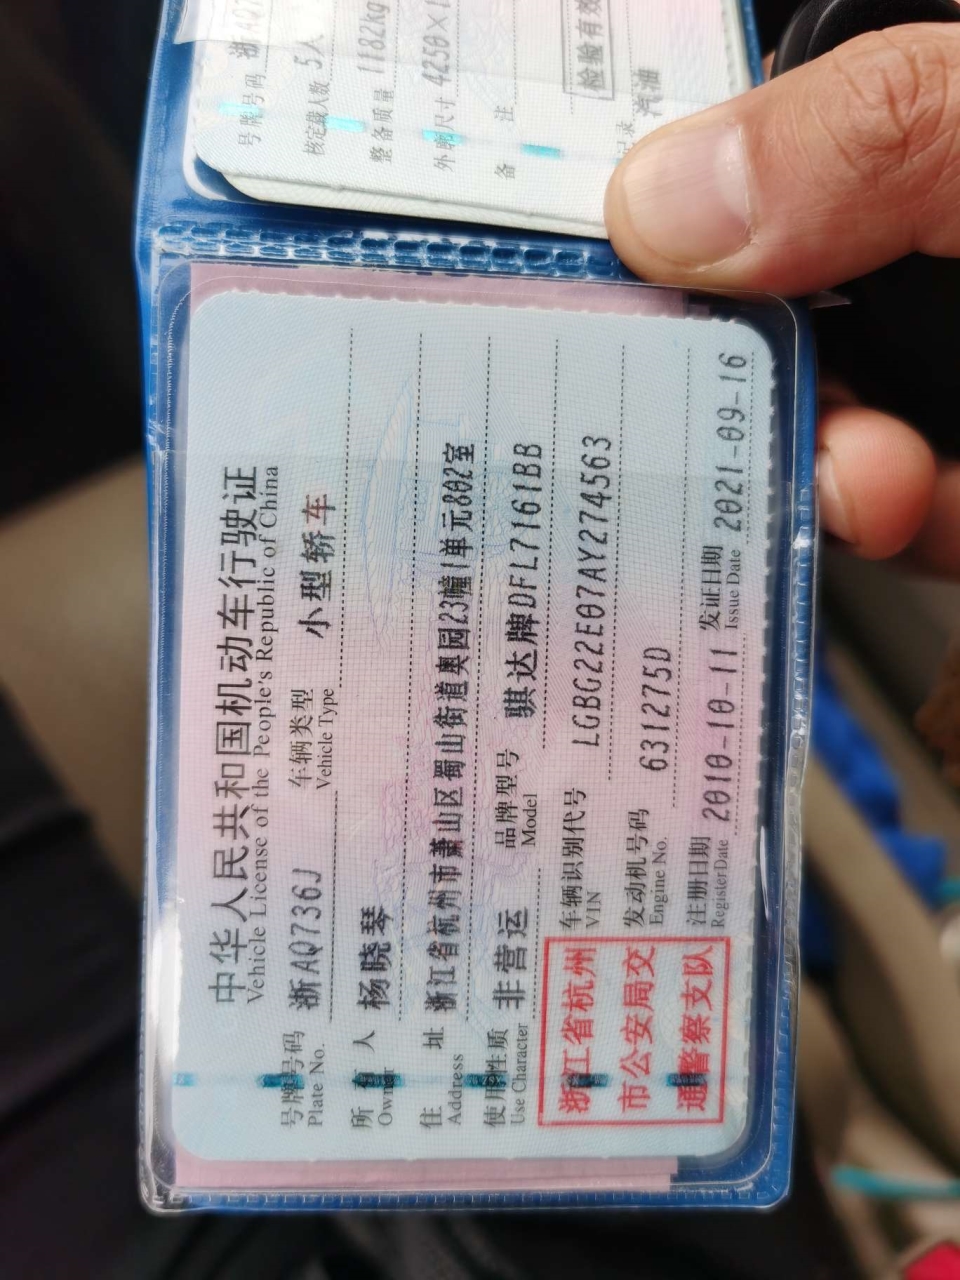 号牌号码 浙AQ7
核定载人数 5人
整备质量 1182kg
外廓尺寸 4250×1
备 注
检验有效
记录 汽油
中华人民共和国机动车行驶证
Vehicle License of the People's Republic of China
号牌号码 浙AQ736J 车辆类型 小型轿车
Plate No. Vehicle Type
所有人 杨晓琴
Owner
住 址 浙江省杭州市萧山区蜀山街道奥园23幢1单元802室
Address
使用性质 非营运 品牌型号 骐达牌DFL7161BB
Use Character Model
浙江省杭州
市公安局交
通警察支队
车辆识别代号 LGBG22E07AY274563
VIN
发动机号码 631275D
Engine No.
注册日期 2010-10-11 发证日期 2021-09-16
Register Date Issue Date